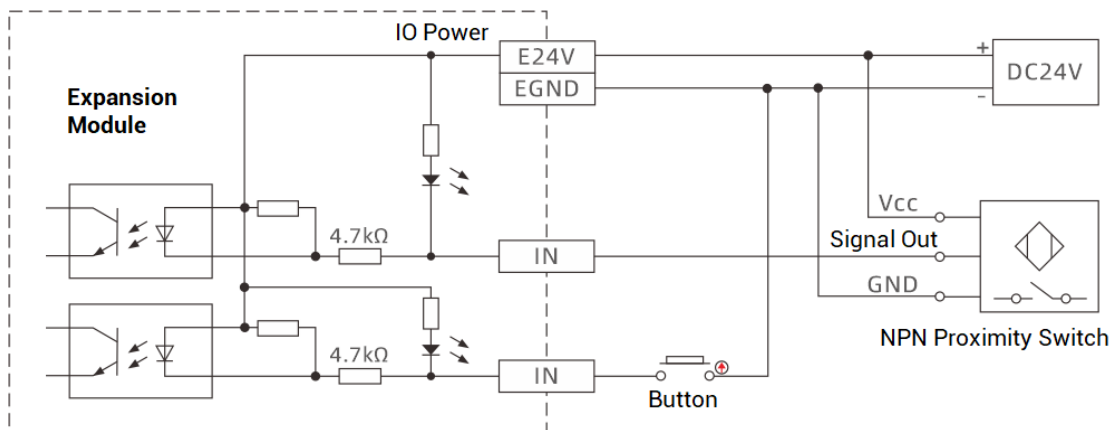 IO Power
E24V
EGND
+
-
DC24V
Expansion
Module
Vcc
4.7kΩ
IN
Signal Out
GND
NPN Proximity Switch
4.7kΩ
IN
Button